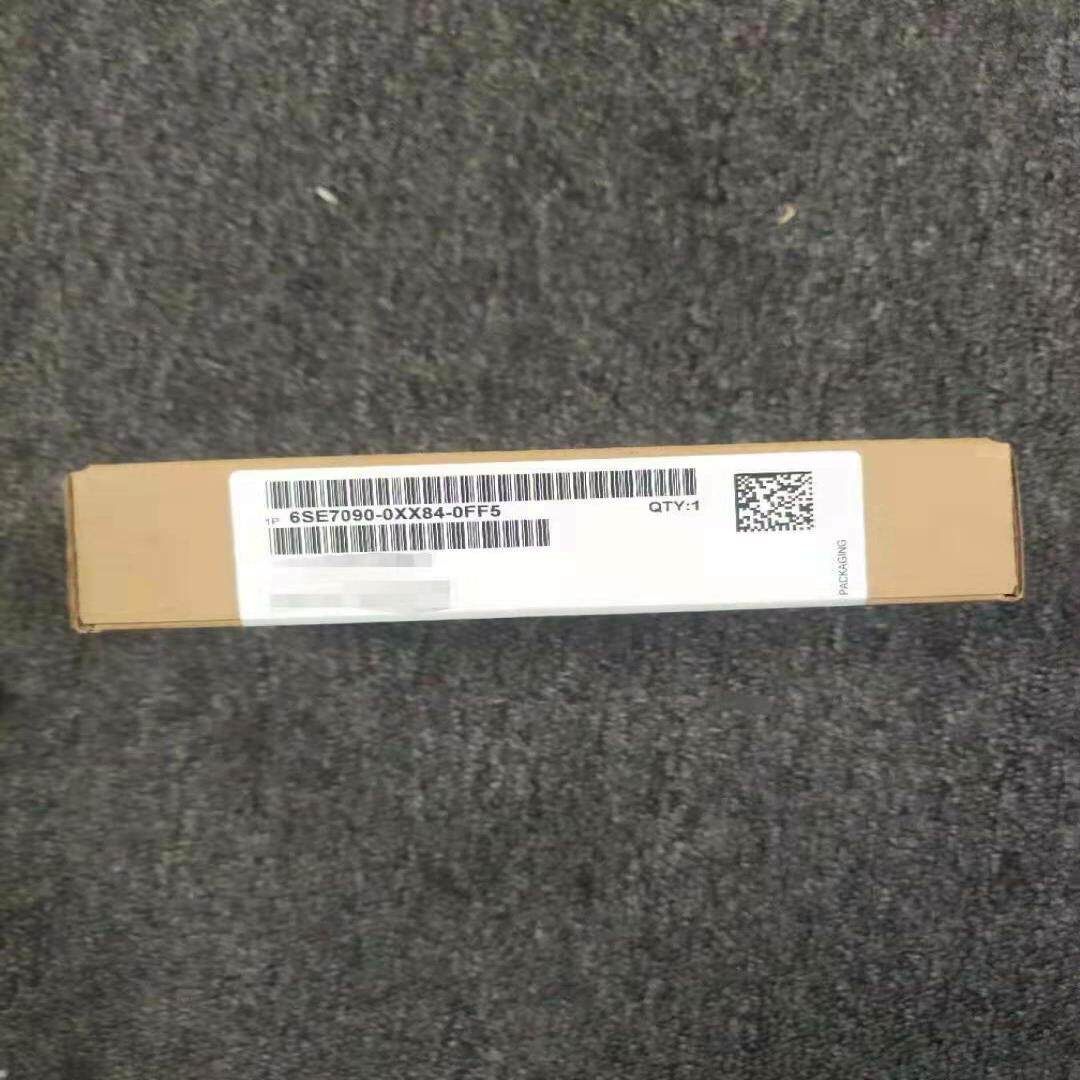 1P 6SE7090-0XX84-0FF5 QTY:1
PACKAGING